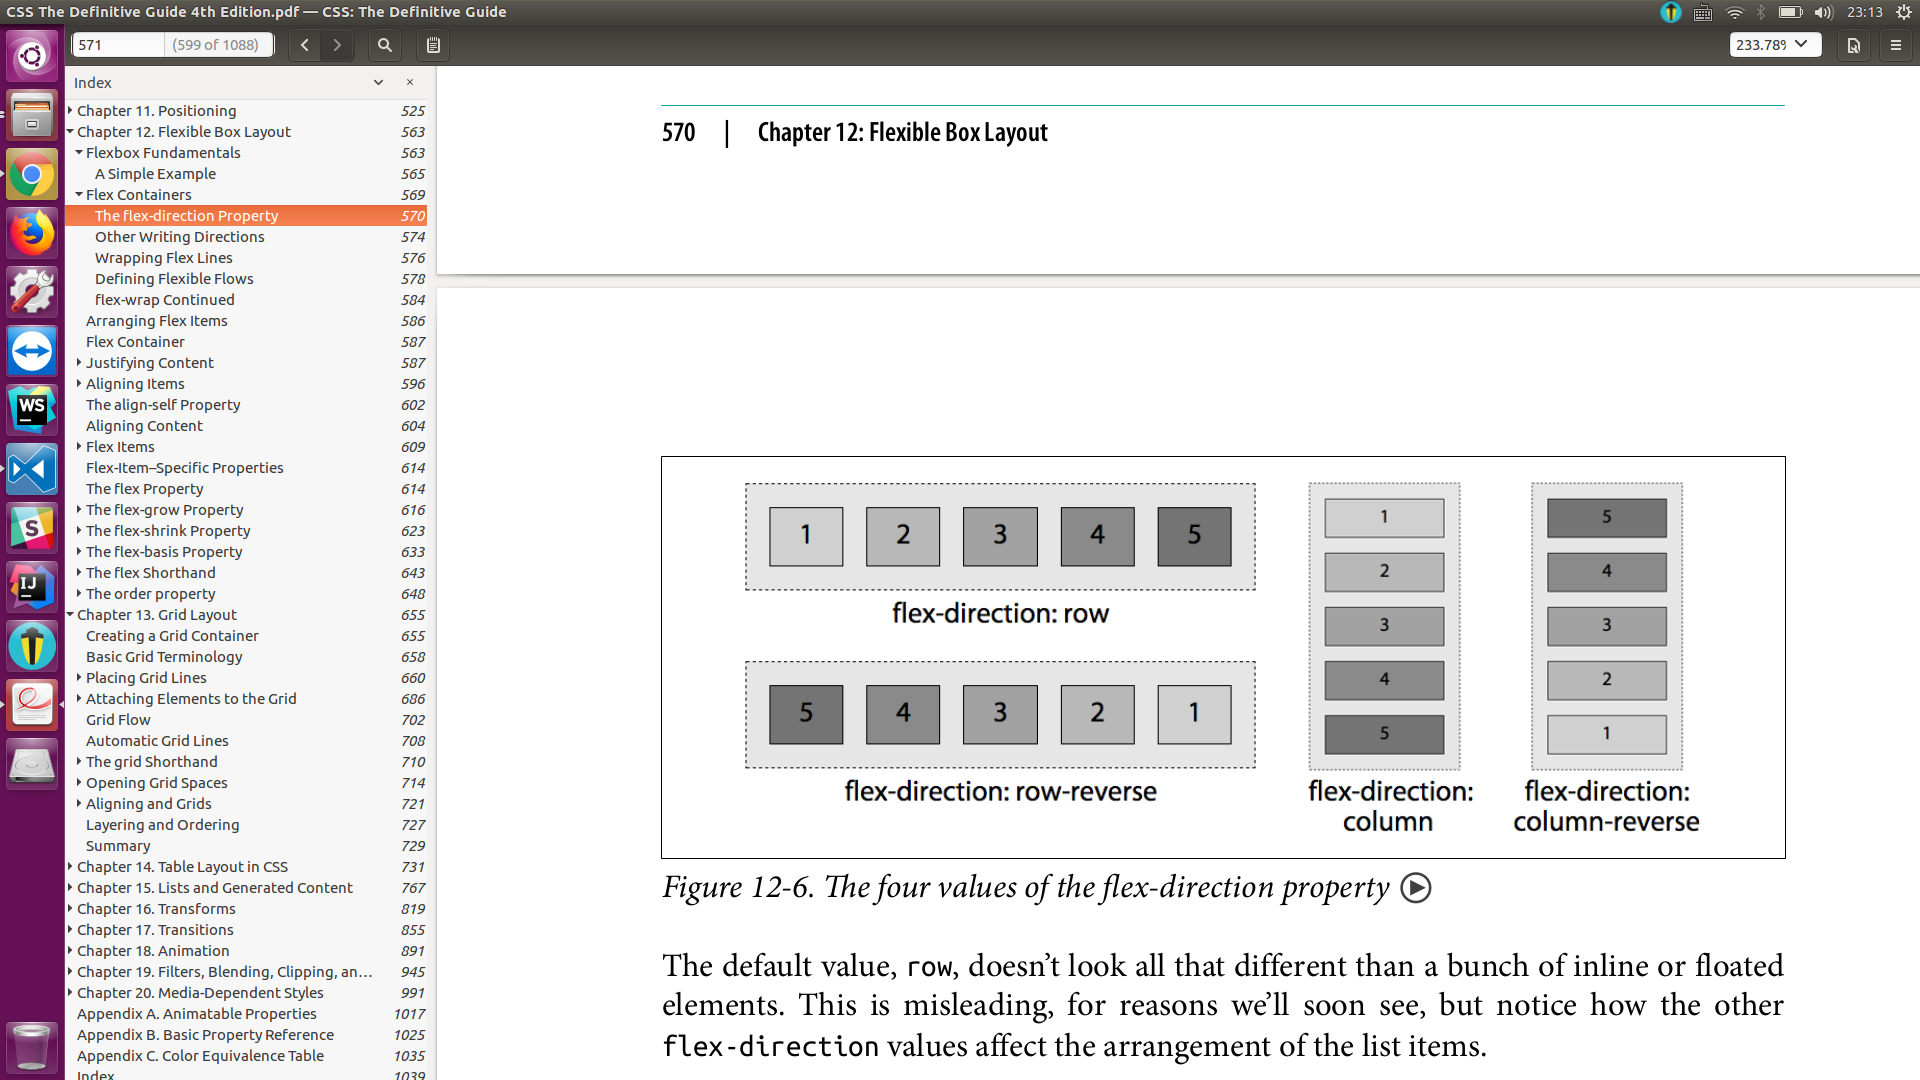 CSS The Definitive Guide 4th Edition.pdf — CSS: The Definitive Guide
23:13
571 (599 of 1088)
233.78%
Index
Chapter 11. Positioning 525
Chapter 12. Flexible Box Layout 563
Flexbox Fundamentals 563
A Simple Example 565
Flex Containers 569
The flex-direction Property 570
Other Writing Directions 574
Wrapping Flex Lines 576
Defining Flexible Flows 578
flex-wrap Continued 584
Arranging Flex Items 586
Flex Container 587
Justifying Content 587
Aligning Items 596
The align-self Property 602
Aligning Content 604
Flex Items 609
Flex-Item–Specific Properties 614
The flex Property 614
The flex-grow Property 616
The flex-shrink Property 623
The flex-basis Property 633
The flex Shorthand 643
The order property 648
Chapter 13. Grid Layout 655
Creating a Grid Container 655
Basic Grid Terminology 658
Placing Grid Lines 660
Attaching Elements to the Grid 686
Grid Flow 702
Automatic Grid Lines 708
The grid Shorthand 710
Opening Grid Spaces 714
Aligning and Grids 721
Layering and Ordering 727
Summary 729
Chapter 14. Table Layout in CSS 731
Chapter 15. Lists and Generated Content 767
Chapter 16. Transforms 819
Chapter 17. Transitions 855
Chapter 18. Animation 891
Chapter 19. Filters, Blending, Clipping, an… 945
Chapter 20. Media-Dependent Styles 991
Appendix A. Animatable Properties 1017
Appendix B. Basic Property Reference 1025
Appendix C. Color Equivalence Table 1035
Index 1039
WS
S
IJ
570 | Chapter 12: Flexible Box Layout
1 2 3 4 5
flex-direction: row
5 4 3 2 1
flex-direction: row-reverse
1
2
3
4
5
flex-direction:
column
5
4
3
2
1
flex-direction:
column-reverse
Figure 12-6. The four values of the flex-direction property
The default value, row, doesn’t look all that different than a bunch of inline or floated
elements. This is misleading, for reasons we’ll soon see, but notice how the other
flex-direction values affect the arrangement of the list items.